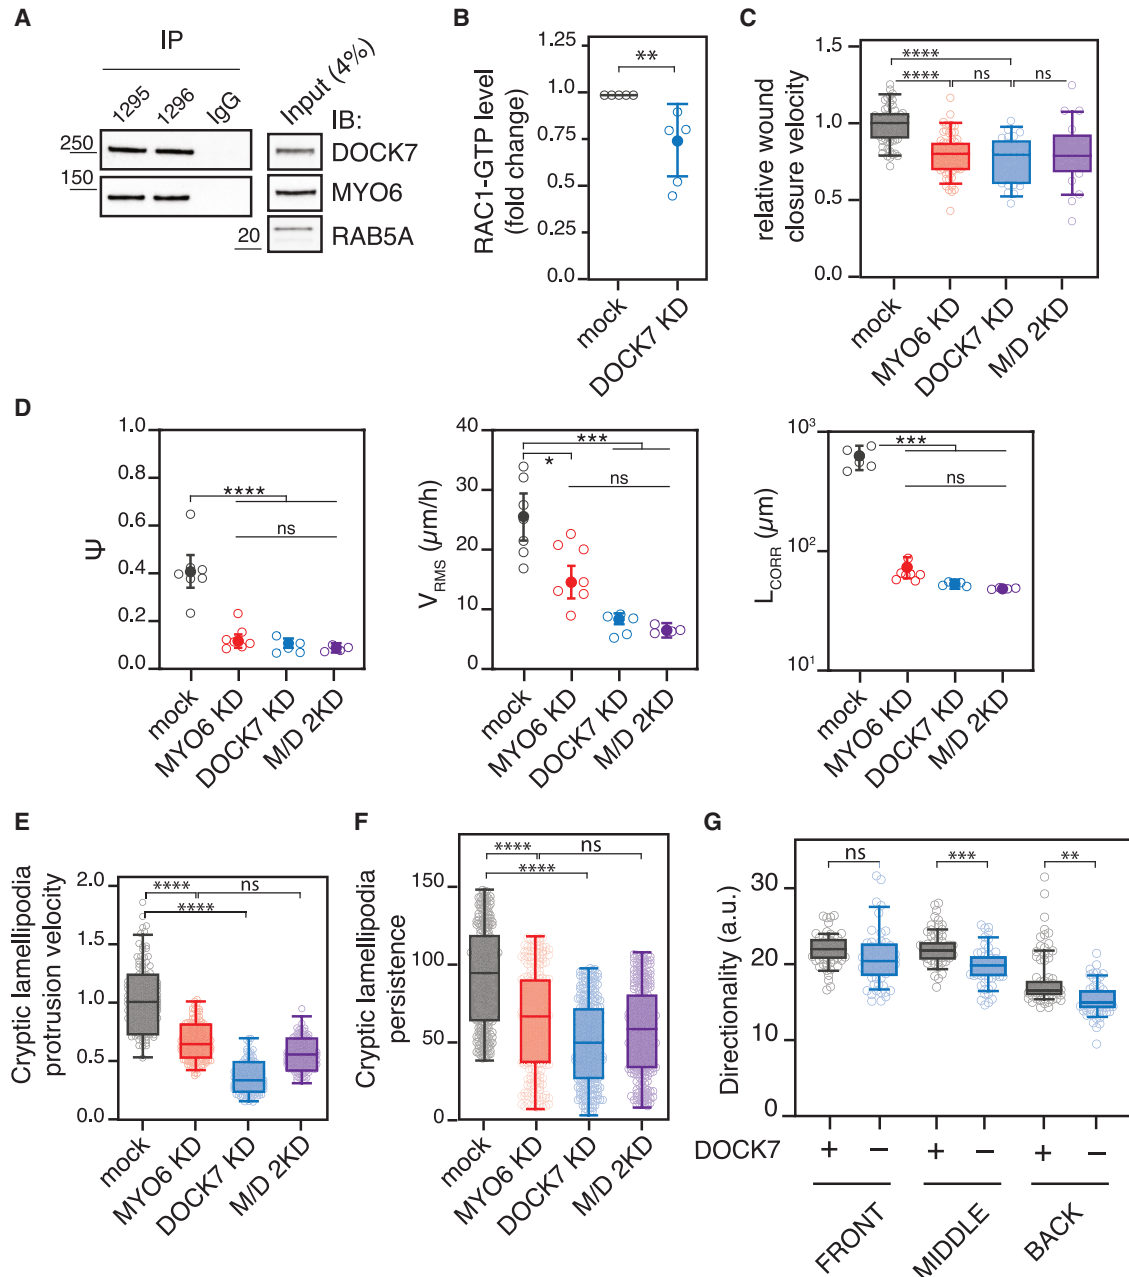 A
IP
1295
1296
IgG
Input (4%)
IB:
250
DOCK7
150
MYO6
20
RAB5A
B
RAC1-GTP level
(fold change)
1.25
1.0
0.75
0.5
0.25
0.0
**
mock
DOCK7 KD
C
relative wound
closure velocity
1.5
1.0
0.5
0.0
****
****
ns
ns
mock
MYO6 KD
DOCK7 KD
M/D 2KD
D
Ψ
1.0
0.8
0.6
0.4
0.2
0.0
****
ns
mock
MYO6 KD
DOCK7 KD
M/D 2KD
VRMS (µm/h)
40
30
20
10
0
***
*
ns
mock
MYO6 KD
DOCK7 KD
M/D 2KD
LCORR (µm)
10³
10²
10¹
***
ns
mock
MYO6 KD
DOCK7 KD
M/D 2KD
E
Cryptic lamellipodia
protrusion velocity
2.0
1.5
1.0
0.5
0.0
****
ns
****
mock
MYO6 KD
DOCK7 KD
M/D 2KD
F
Cryptic lamellipodia
persistence
150
100
50
0
****
ns
****
mock
MYO6 KD
DOCK7 KD
M/D 2KD
G
Directionality (a.u.)
30
20
10
0
ns
***
**
DOCK7 + − + − + −
FRONT
MIDDLE
BACK